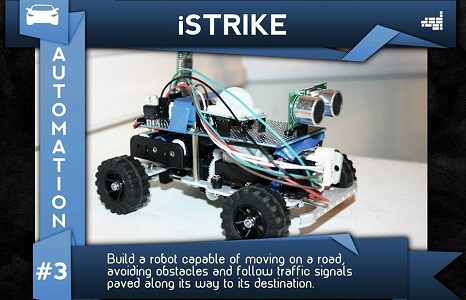 iSTRIKE
AUTOMATION
#3
Build a robot capable of moving on a road,
avoiding obstacles and follow traffic signals
paved along its way to its destination.